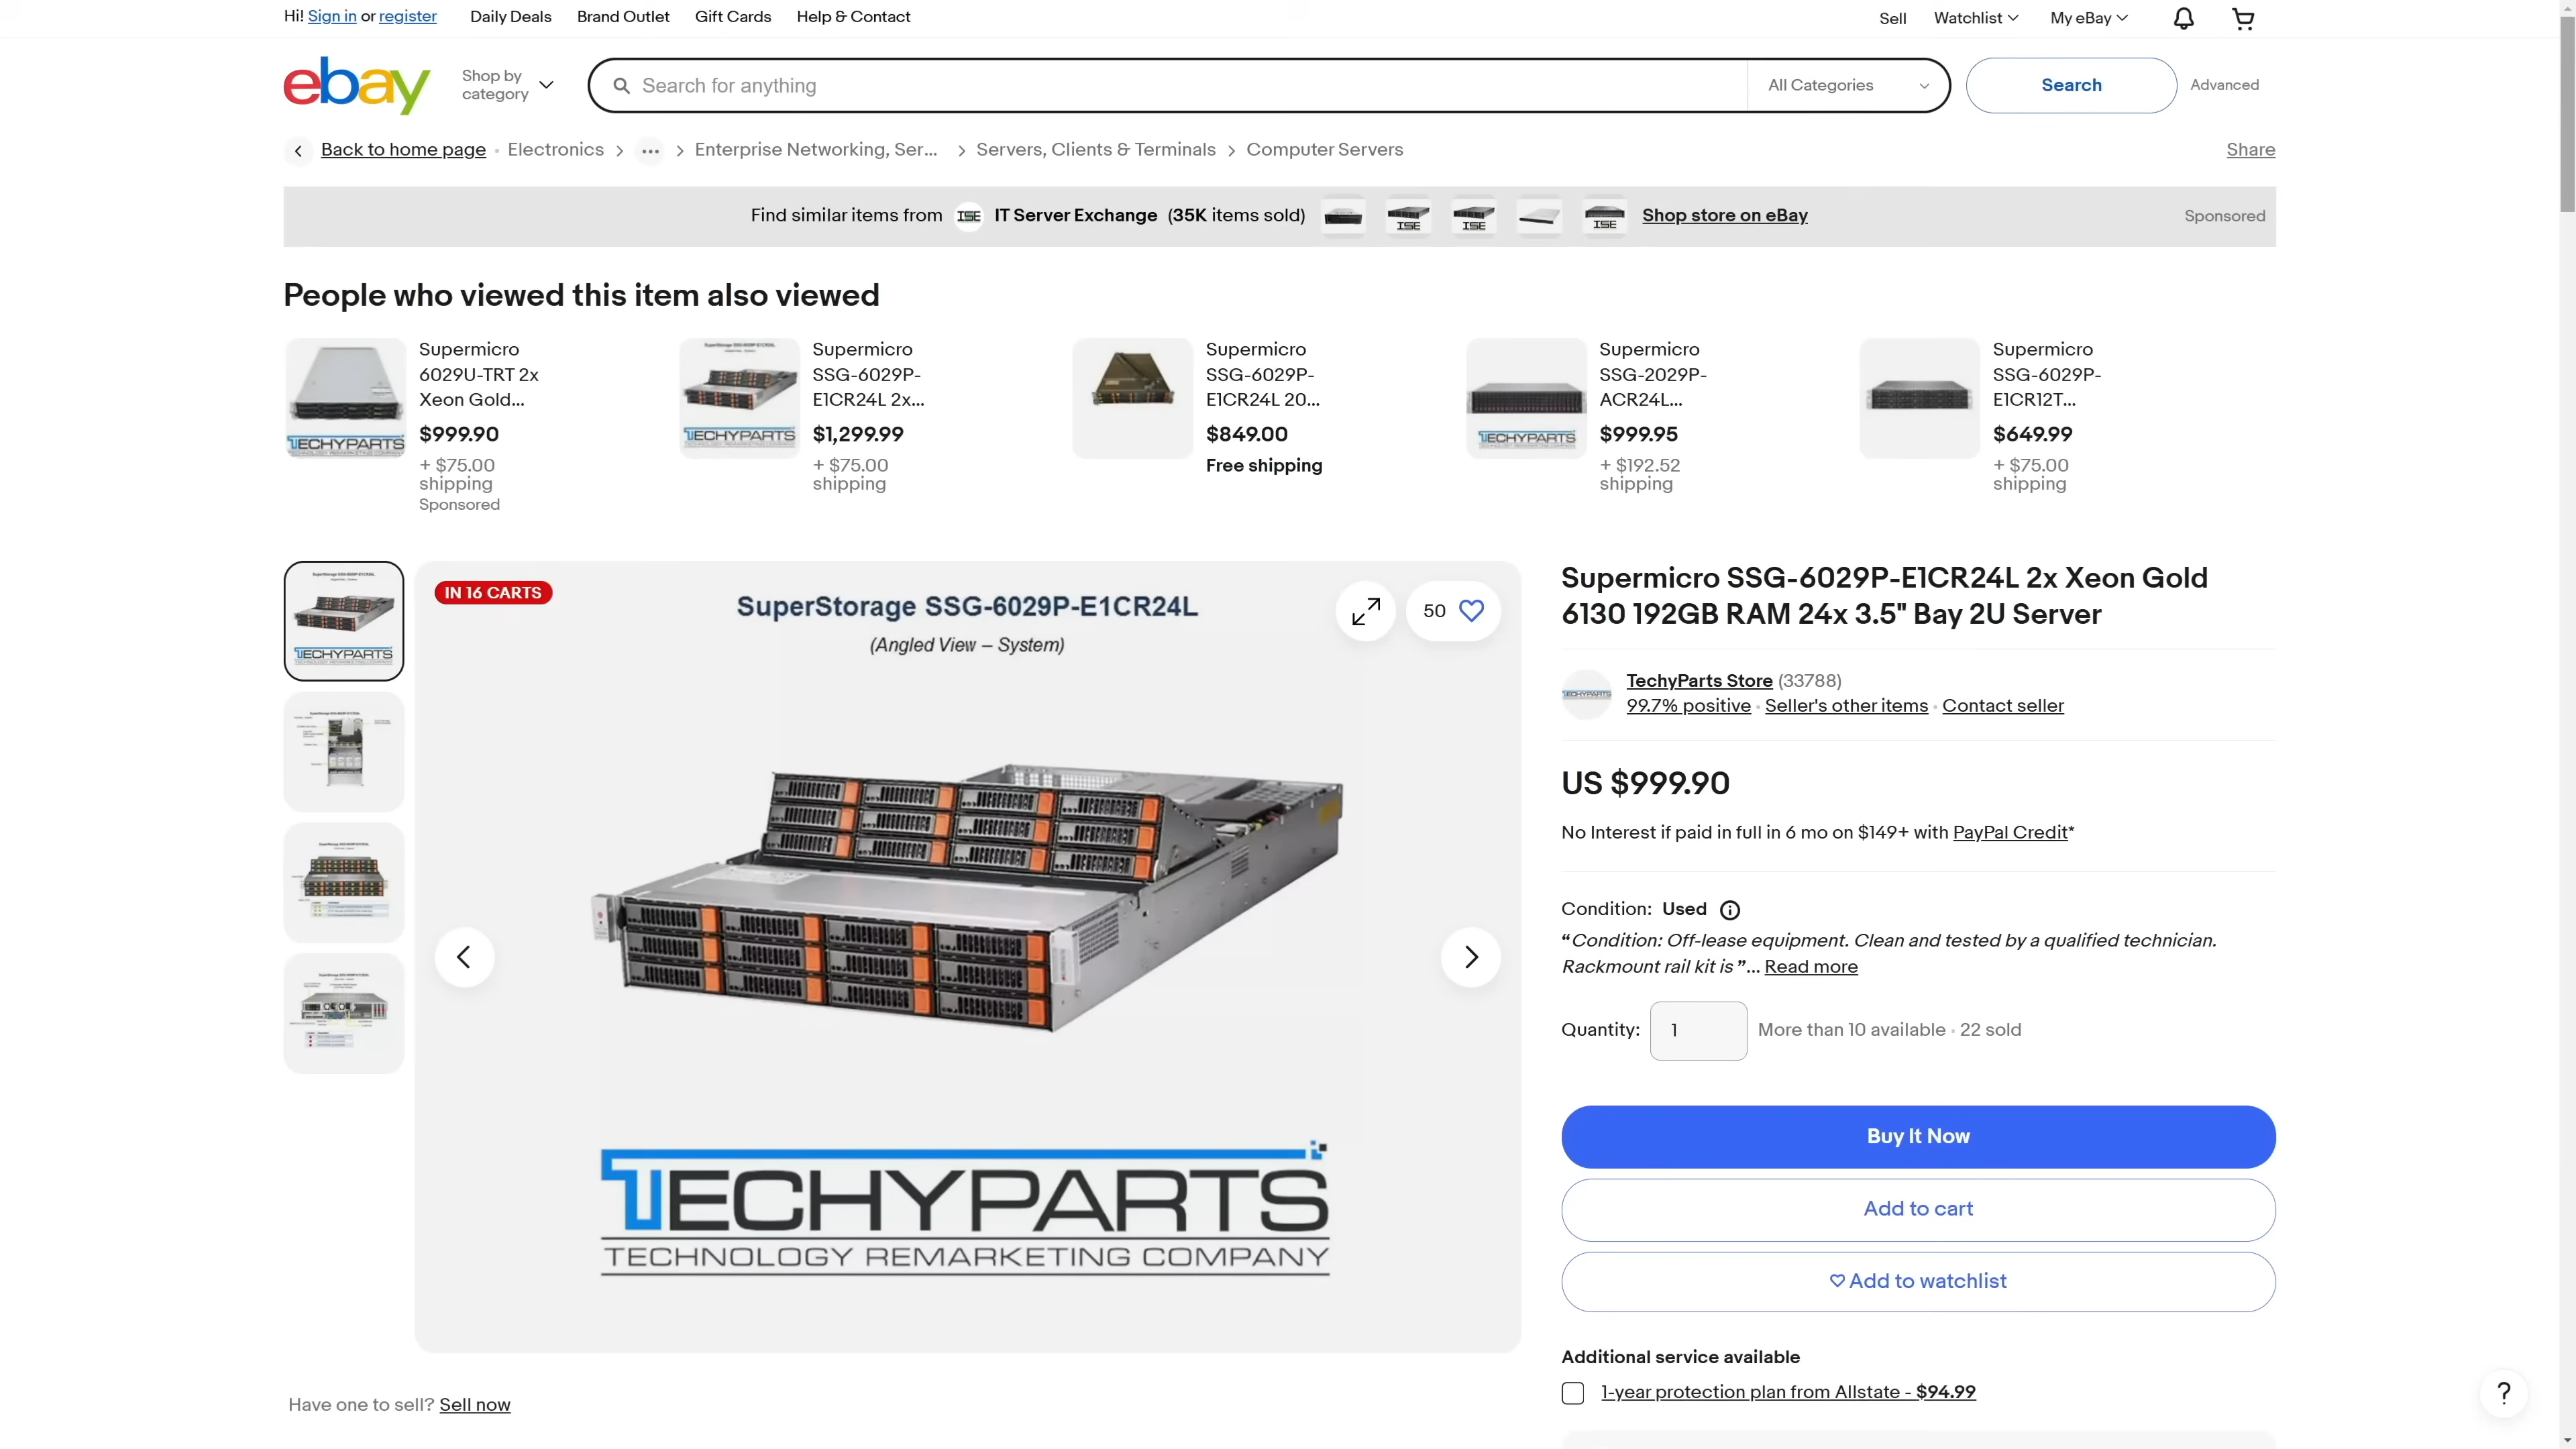 Hi! Sign in or register
Daily Deals
Brand Outlet
Gift Cards
Help & Contact
Sell
Watchlist
My eBay
ebay
Shop by
category
Search for anything
All Categories
Search
Advanced
Back to home page
Electronics
Enterprise Networking, Ser...
Servers, Clients & Terminals
Computer Servers
Share
Find similar items from
ISE
IT Server Exchange (35K items sold)
ISE
ISE
ISE
Shop store on eBay
Sponsored
People who viewed this item also viewed
TECHYPARTS
Supermicro
6029U-TRT 2x
Xeon Gold...
$999.90
+ $75.00
shipping
Sponsored
TECHYPARTS
Supermicro
SSG-6029P-
E1CR24L 2x...
$1,299.99
+ $75.00
shipping
Supermicro
SSG-6029P-
E1CR24L 20...
$849.00
Free shipping
TECHYPARTS
Supermicro
SSG-2029P-
ACR24L...
$999.95
+ $192.52
shipping
Supermicro
SSG-6029P-
E1CR12T...
$649.99
+ $75.00
shipping
TECHYPARTS
IN 16 CARTS
SuperStorage SSG-6029P-E1CR24L
(Angled View – System)
50
TECHYPARTS
TECHNOLOGY REMARKETING COMPANY
Have one to sell? Sell now
Supermicro SSG-6029P-E1CR24L 2x Xeon Gold
6130 192GB RAM 24x 3.5" Bay 2U Server
TECHYPARTS
TechyParts Store (33788)
99.7% positive
Seller's other items
Contact seller
US $999.90
No Interest if paid in full in 6 mo on $149+ with PayPal Credit*
Condition: Used
“Condition: Off-lease equipment. Clean and tested by a qualified technician.
Rackmount rail kit is ”... Read more
Quantity: 1 More than 10 available • 22 sold
Buy It Now
Add to cart
Add to watchlist
Additional service available
1-year protection plan from Allstate - $94.99
?